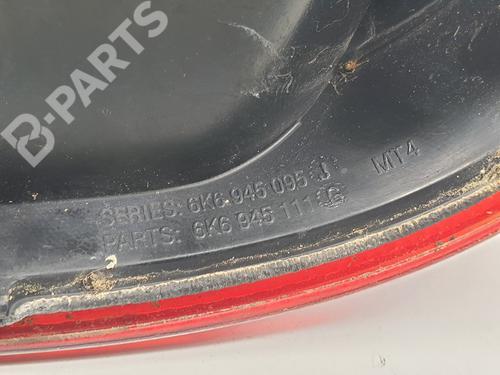 B-PARTS
SERIES: 6K6 945 095 J
PARTS: 6K6 945 111 G
MT4